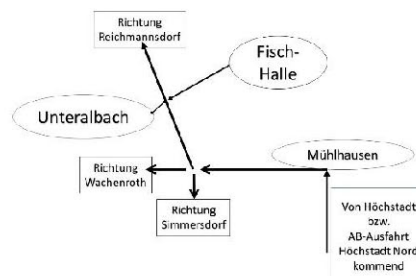 Richtung
Reichmannsdorf
Fisch-
Halle
Unteralbach
Mühlhausen
Richtung
Wachenroth
Richtung
Simmersdorf
Von Höchstadt
bzw.
AB-Ausfahrt
Höchstadt Nord
kommend